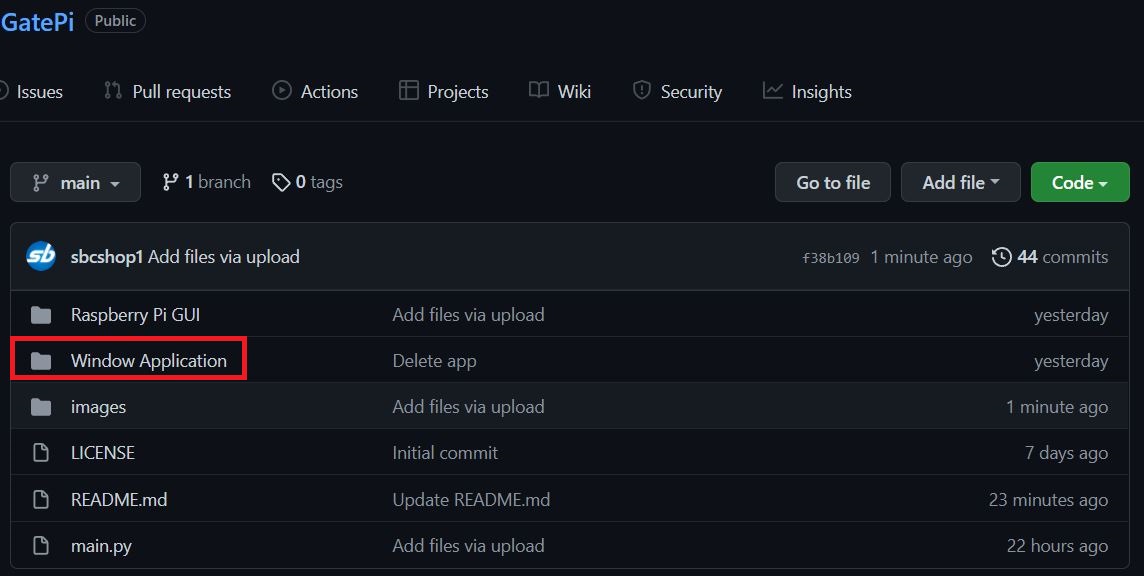 GatePi Public
Issues Pull requests Actions Projects Wiki Security Insights
main 1 branch 0 tags Go to file Add file Code
sb sbcshop1 Add files via upload f38b109 1 minute ago 44 commits
Raspberry Pi GUI Add files via upload yesterday
Window Application Delete app yesterday
images Add files via upload 1 minute ago
LICENSE Initial commit 7 days ago
README.md Update README.md 23 minutes ago
main.py Add files via upload 22 hours ago